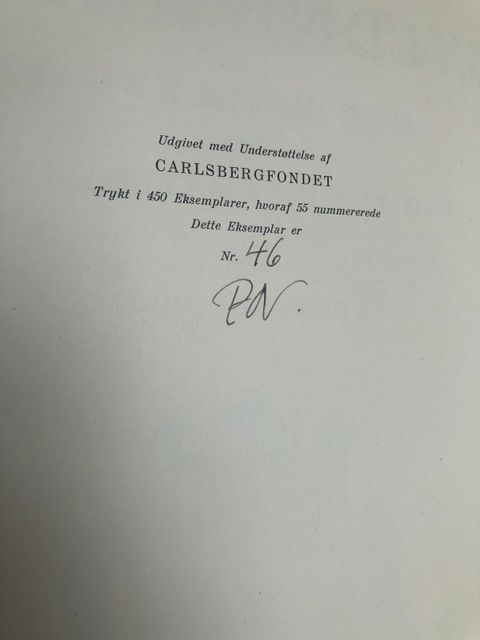 Udgivet med Understøttelse af
CARLSBERGFONDET
Trykt i 450 Eksemplarer, hvoraf 55 nummererede
Dette Eksemplar er
Nr. 46